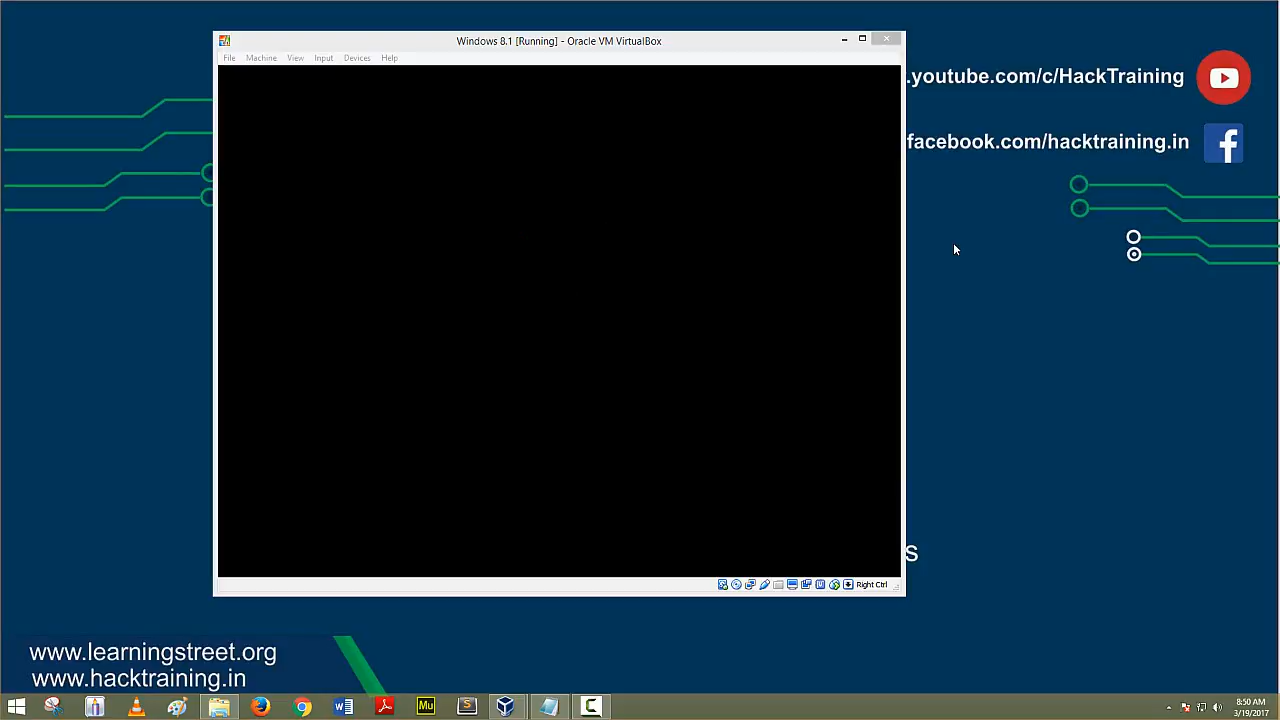 Windows 8.1 [Running] - Oracle VM VirtualBox
File Machine View Input Devices Help
.youtube.com/c/HackTraining
facebook.com/hacktraining.in
s
Right Ctrl
www.learningstreet.org
www.hacktraining.in
Mu
S
8:50 AM
3/19/2017